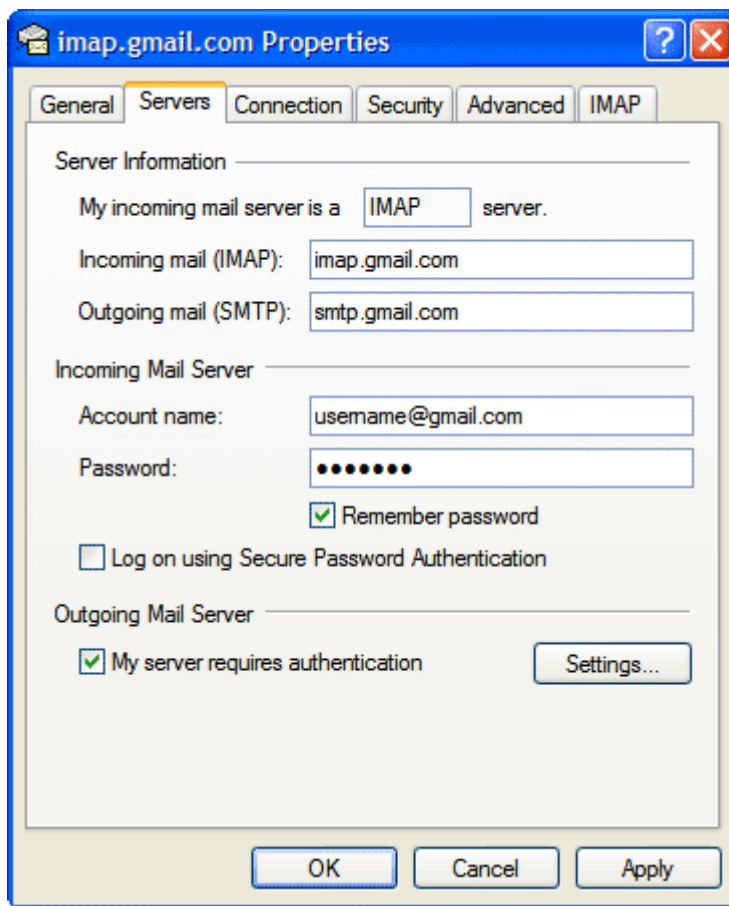 imap.gmail.com Properties
General Servers Connection Security Advanced IMAP
Server Information
My incoming mail server is a IMAP server.
Incoming mail (IMAP): imap.gmail.com
Outgoing mail (SMTP): smtp.gmail.com
Incoming Mail Server
Account name: username@gmail.com
Password: •••••••
Remember password
Log on using Secure Password Authentication
Outgoing Mail Server
My server requires authentication Settings...
OK Cancel Apply